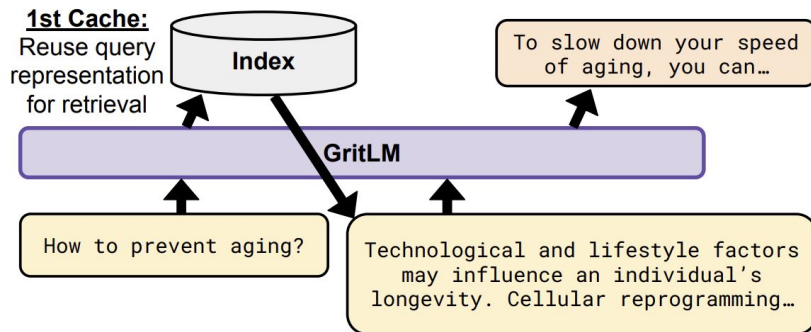 1st Cache:
Reuse query
representation
for retrieval
Index
To slow down your speed
of aging, you can…
GritLM
How to prevent aging?
Technological and lifestyle factors
may influence an individual’s
longevity. Cellular reprogramming…